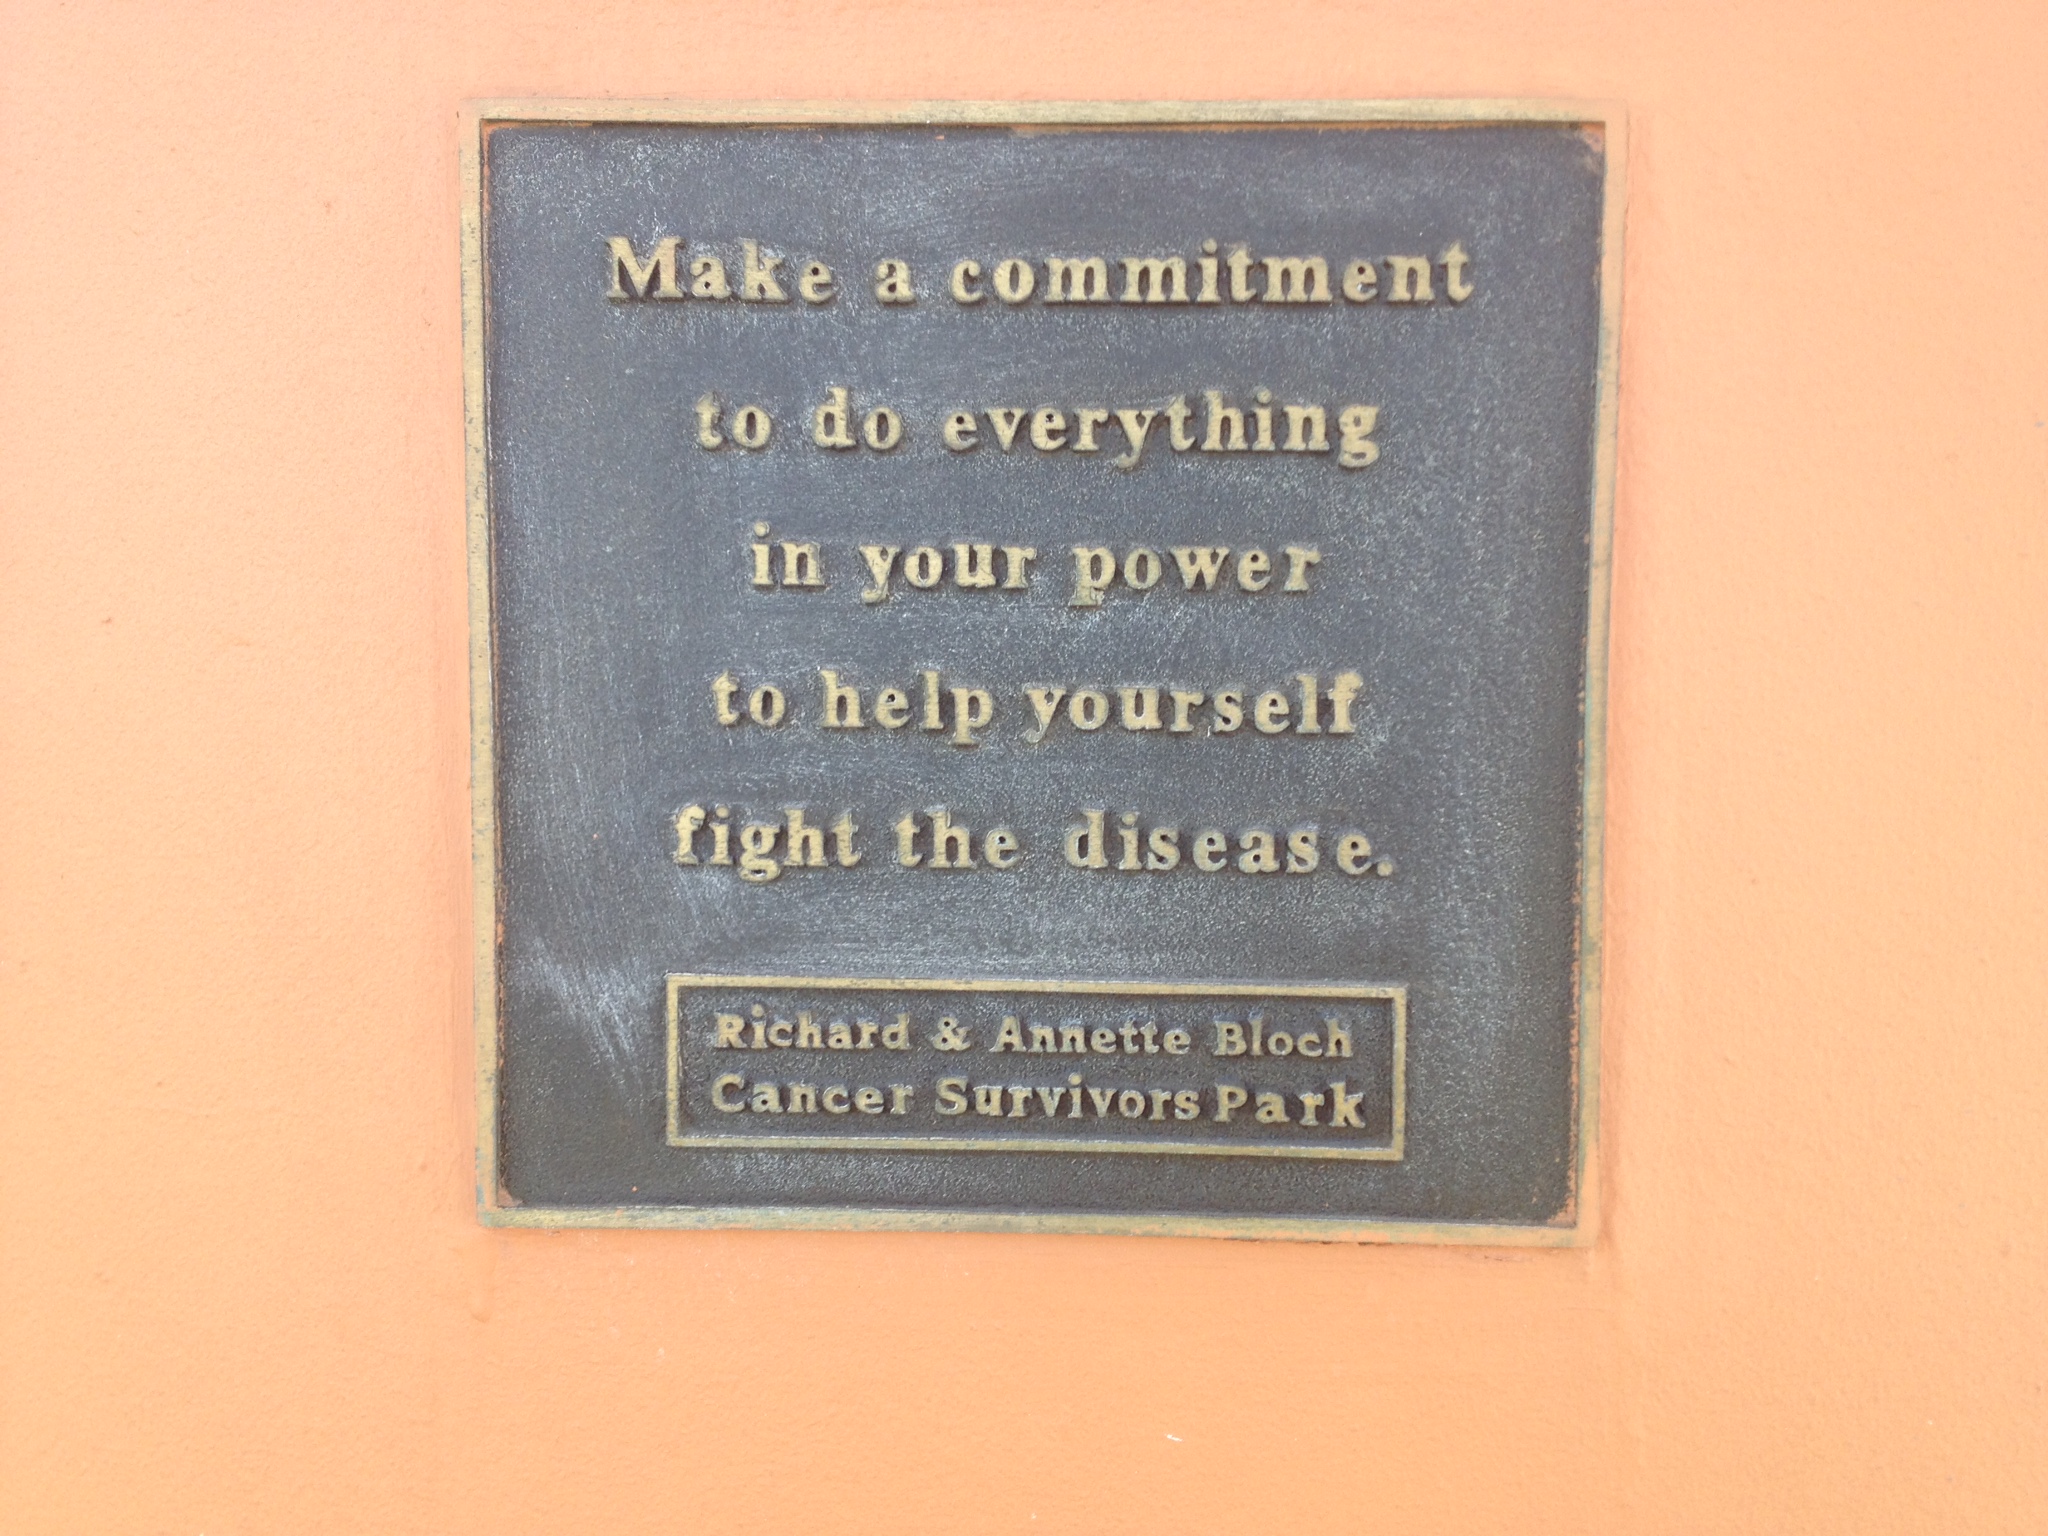 Make a commitment
to do everything
in your power
to help yourself
fight the disease.
Richard & Annette Bloch
Cancer Survivors Park